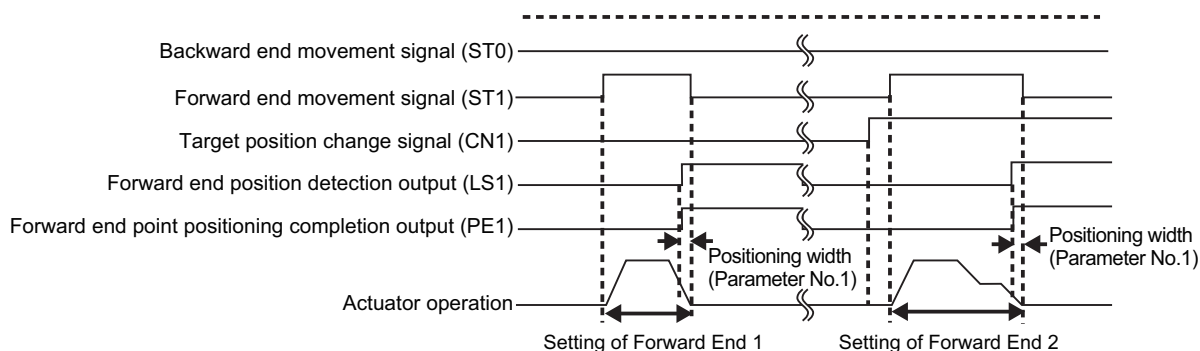 Backward end movement signal (ST0)
Forward end movement signal (ST1)
Target position change signal (CN1)
Forward end position detection output (LS1)
Forward end point positioning completion output (PE1)
Positioning width
(Parameter No.1)
Positioning width
(Parameter No.1)
Actuator operation
Setting of Forward End 1
Setting of Forward End 2